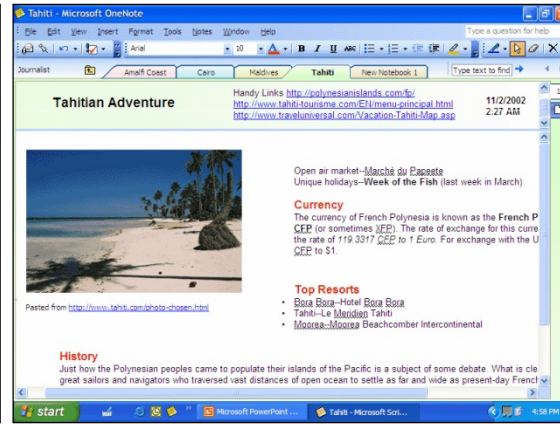 Tahiti - Microsoft OneNote
File Edit View Insert Format Tools Notes Window Help
Type a question for help
Arial
10
Journalist
Amalfi Coast
Cairo
Maldives
Tahiti
New Notebook 1
Type text to find
Tahitian Adventure
Handy Links http://polynesianislands.com/fp/
http://www.tahiti-tourisme.com/EN/menu-principal.html
http://www.traveluniversal.com/Vacation-Tahiti-Map.asp
11/2/2002
2:27 AM
Open air market--Marché du Papeete
Unique holidays--Week of the Fish (last week in March)
Currency
The currency of French Polynesia is known as the French P
CFP (or sometimes XFP). The rate of exchange for this curre
the rate of 119.3317 CFP to 1 Euro. For exchange with the U
CFP to $1.
Pasted from http://www.tahiti.com/photo-chosen.html
Top Resorts
Bora Bora--Hotel Bora Bora
Tahiti--Le Meridien Tahiti
Moorea--Moorea Beachcomber Intercontinental
History
Just how the Polynesian peoples came to populate their islands of the Pacific is a subject of some debate. What is cle
great sailors and navigators who traversed vast distances of open ocean to settle as far and wide as present-day French
start
Microsoft PowerPoint ...
Tahiti - Microsoft Scri...
4:58 PM